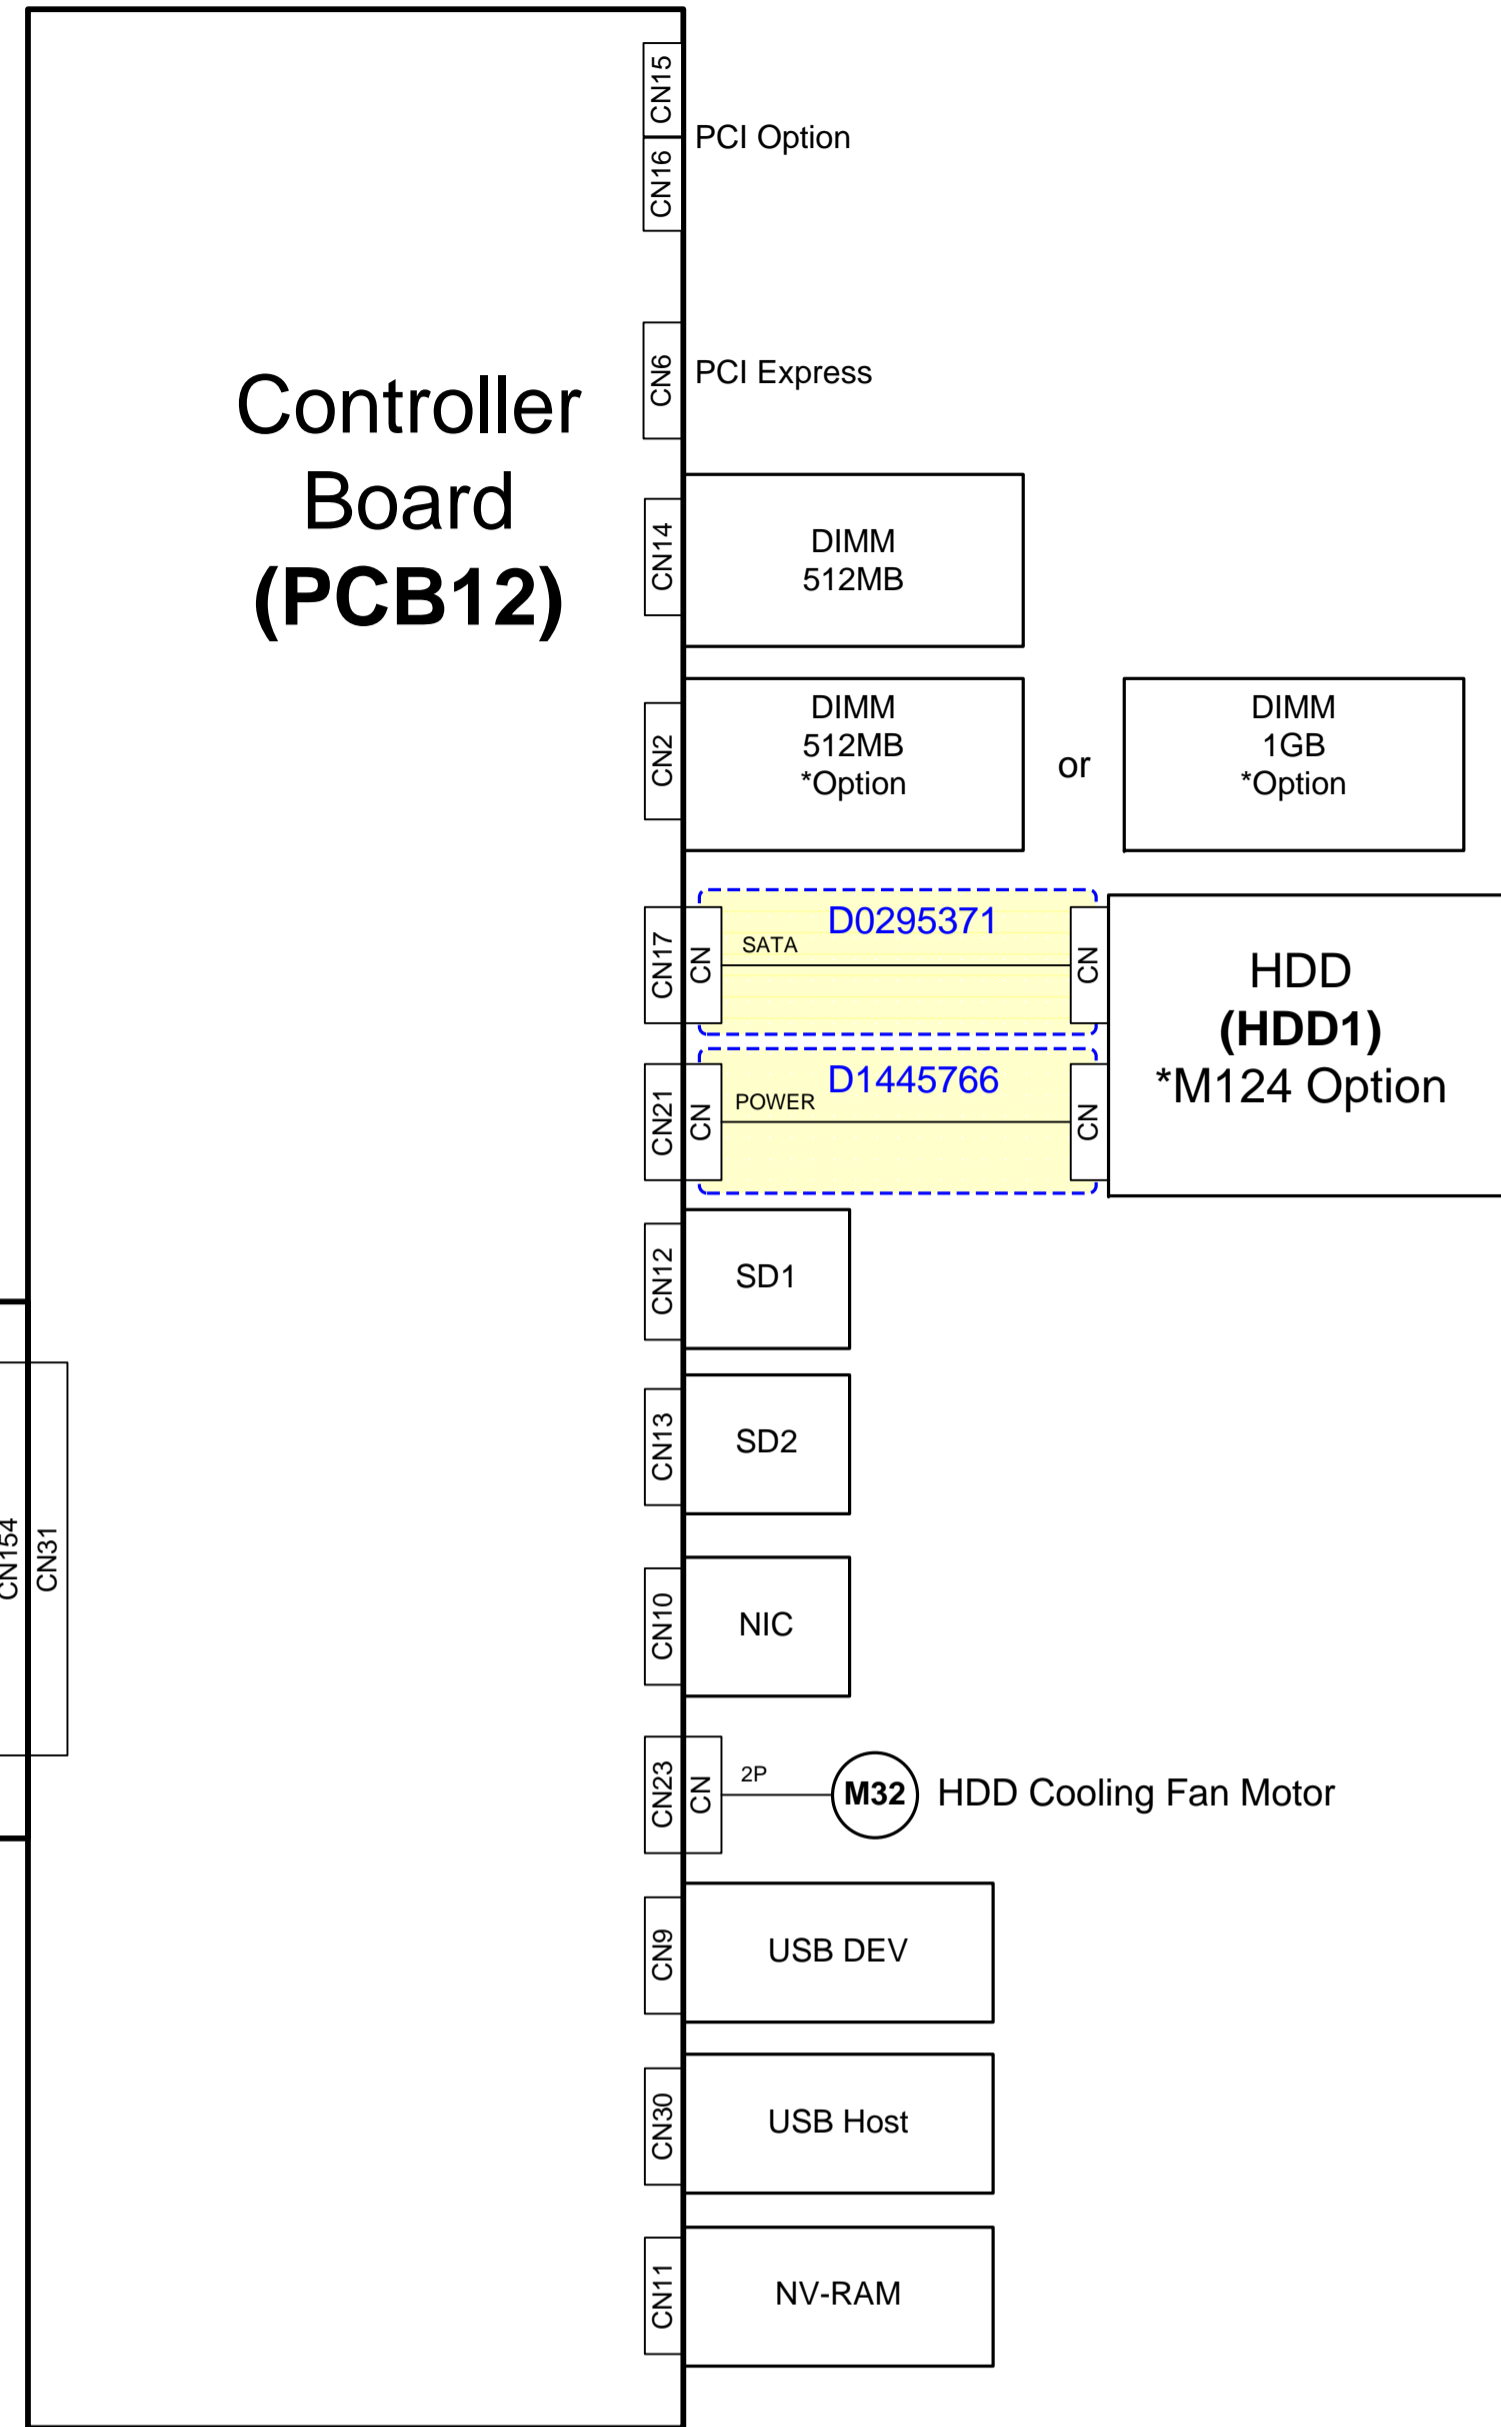 CN15
PCI Option
CN16
CN6
PCI Express
Controller
Board
(PCB12)
CN14
DIMM
512MB
CN2
DIMM
512MB
*Option
or
DIMM
1GB
*Option
CN17
CN
SATA
D0295371
CN
HDD
(HDD1)
*M124 Option
CN21
CN
POWER
D1445766
CN
CN12
SD1
CN13
SD2
CN154
CN31
CN10
NIC
CN23
CN
2P
M32
HDD Cooling Fan Motor
CN9
USB DEV
CN30
USB Host
CN11
NV-RAM